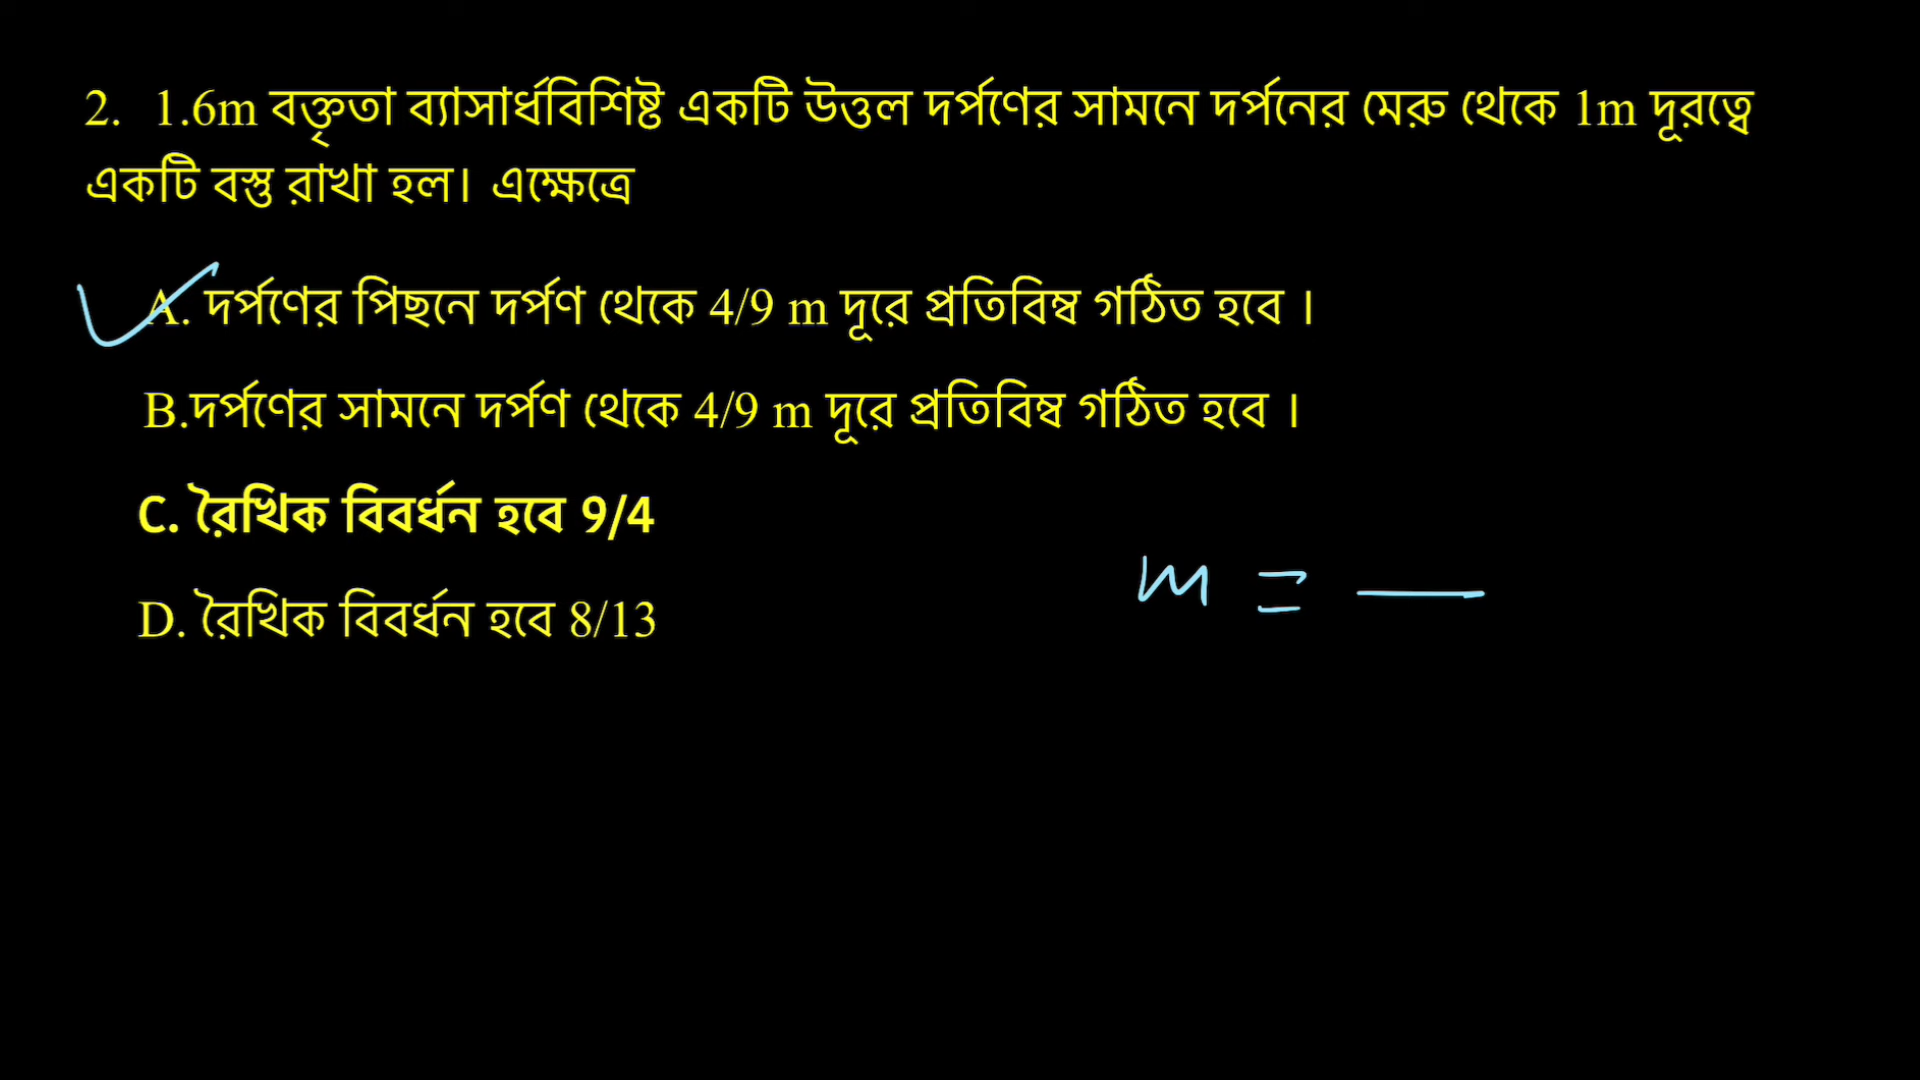 2. 1.6m বক্তৃতা ব্যাসার্ধবিশিষ্ট একটি উত্তল দর্পণের সামনে দর্পনের মেরু থেকে 1m দূরত্বে
একটি বস্তু রাখা হল। এক্ষেত্রে
A. দর্পণের পিছনে দর্পণ থেকে 4/9 m দূরে প্রতিবিম্ব গঠিত হবে ।
B.দর্পণের সামনে দর্পণ থেকে 4/9 m দূরে প্রতিবিম্ব গঠিত হবে ।
C. রৈখিক বিবর্ধন হবে 9/4
m = —
D. রৈখিক বিবর্ধন হবে 8/13